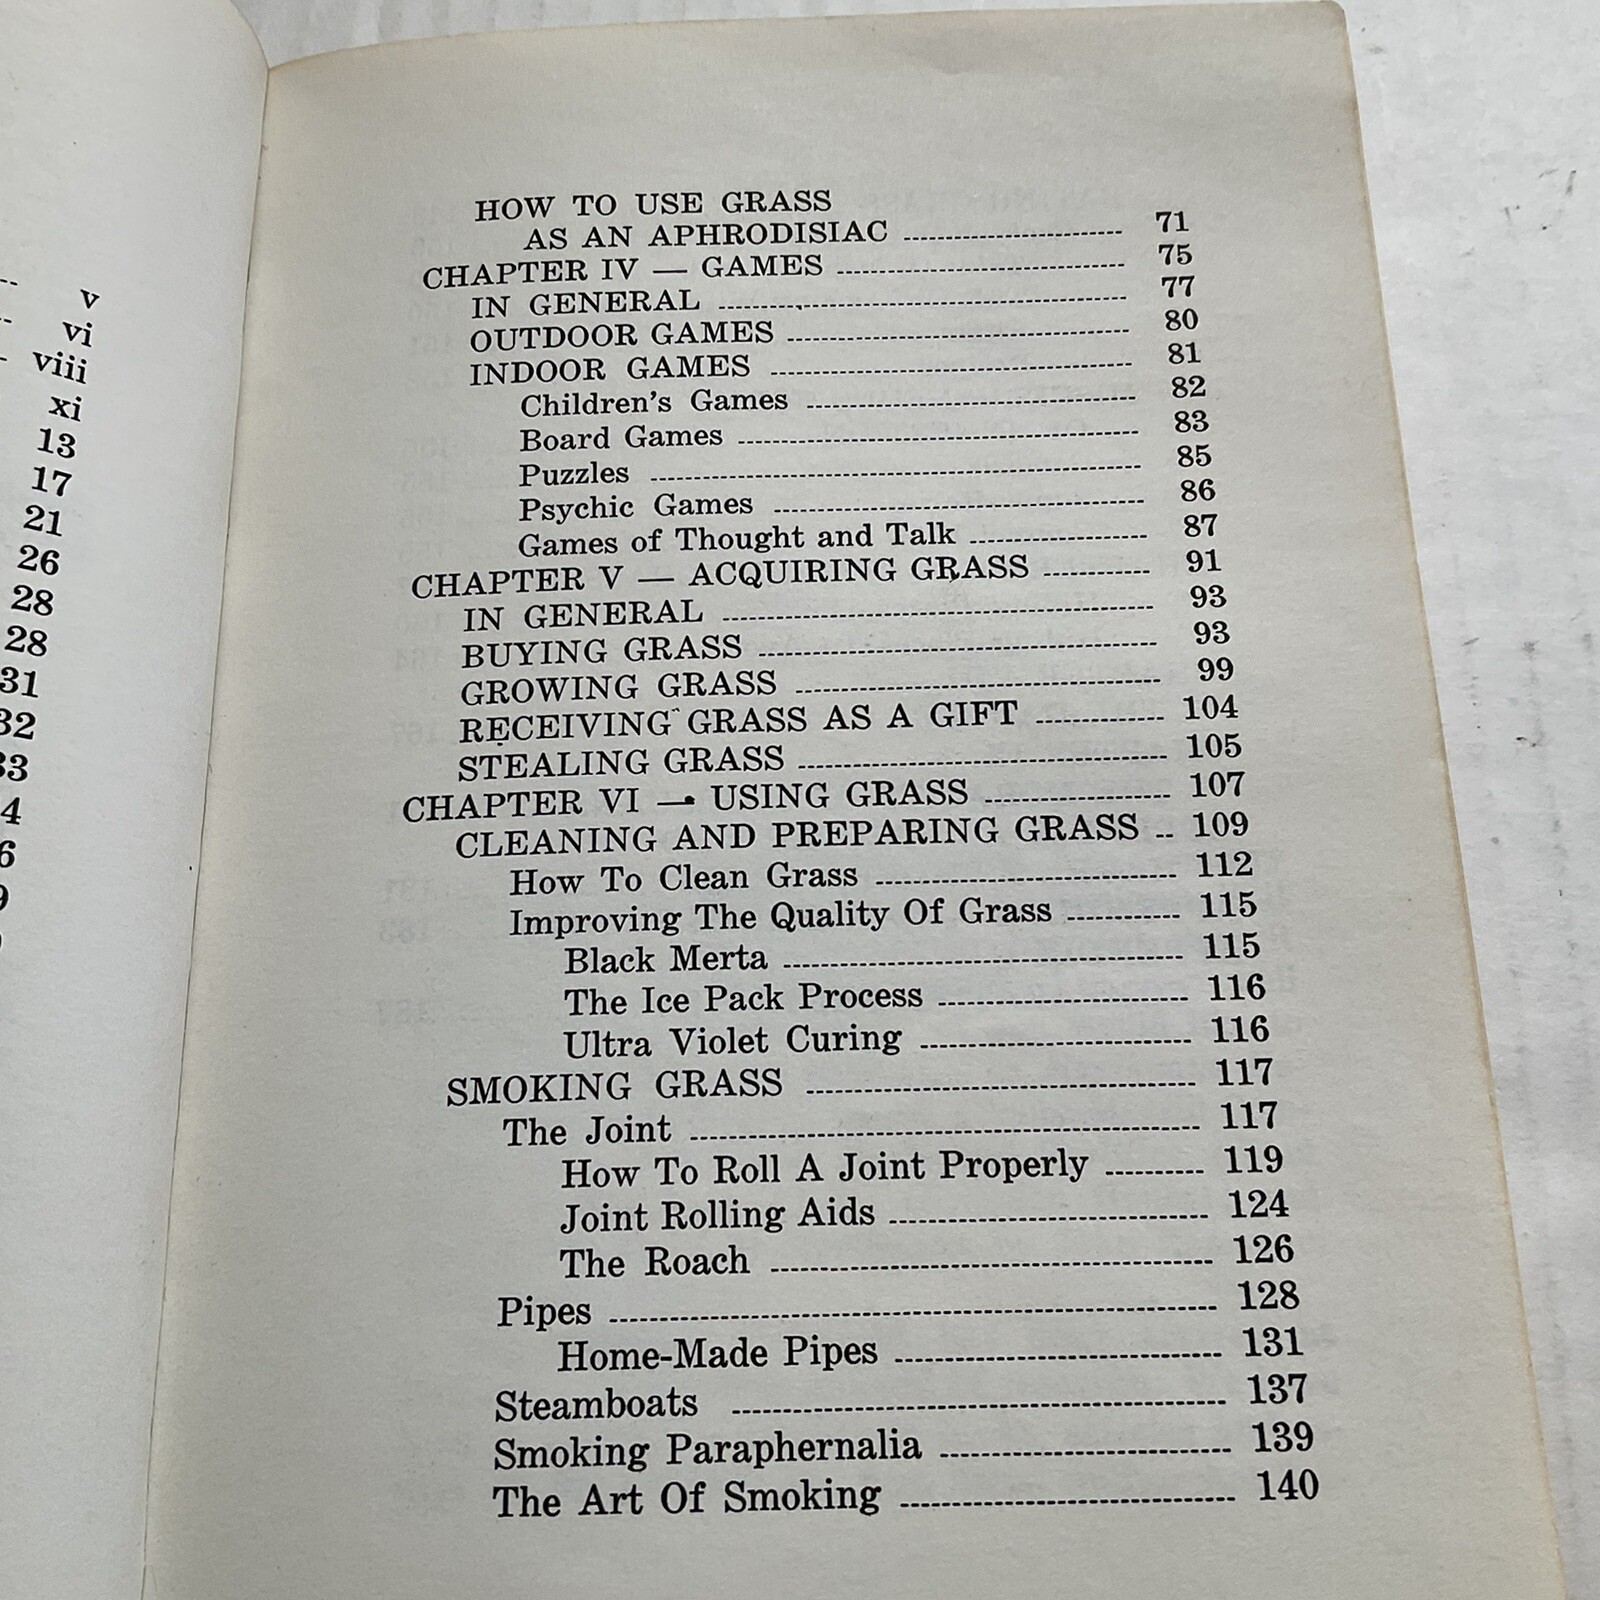 v
vi
viii
xi
13
17
21
26
28
28
31
32
33
HOW TO USE GRASS
AS AN APHRODISIAC 71
CHAPTER IV — GAMES 75
IN GENERAL 77
OUTDOOR GAMES 80
INDOOR GAMES 81
Children's Games 82
Board Games 83
Puzzles 85
Psychic Games 86
Games of Thought and Talk 87
CHAPTER V — ACQUIRING GRASS 91
IN GENERAL 93
BUYING GRASS 93
GROWING GRASS 99
RECEIVING GRASS AS A GIFT 104
STEALING GRASS 105
CHAPTER VI — USING GRASS 107
CLEANING AND PREPARING GRASS 109
How To Clean Grass 112
Improving The Quality Of Grass 115
Black Merta 115
The Ice Pack Process 116
Ultra Violet Curing 116
SMOKING GRASS 117
The Joint 117
How To Roll A Joint Properly 119
Joint Rolling Aids 124
The Roach 126
Pipes 128
Home-Made Pipes 131
Steamboats 137
Smoking Paraphernalia 139
The Art Of Smoking 140